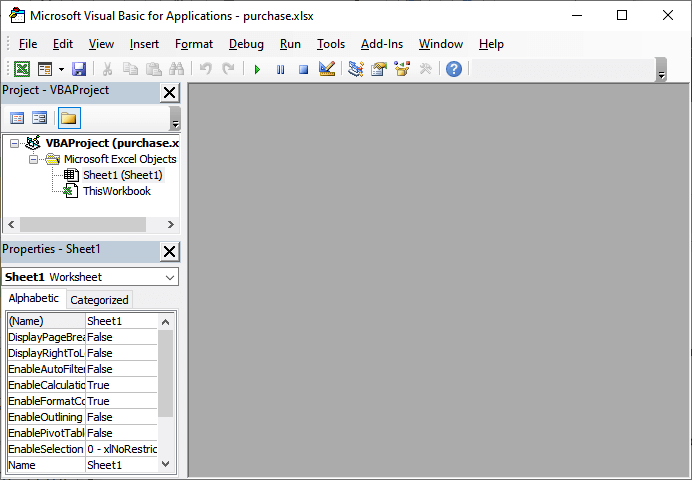 Microsoft Visual Basic for Applications - purchase.xlsx
File Edit View Insert Format Debug Run Tools Add-Ins Window Help
Project - VBAProject
VBAProject (purchase.x
Microsoft Excel Objects
Sheet1 (Sheet1)
ThisWorkbook
Properties - Sheet1
Sheet1 Worksheet
Alphabetic Categorized
(Name) Sheet1
DisplayPageBrea False
DisplayRightToL False
EnableAutoFilter False
EnableCalculatio True
EnableFormatCo True
EnableOutlining False
EnablePivotTabl False
EnableSelection 0 - xlNoRestric
Name Sheet1